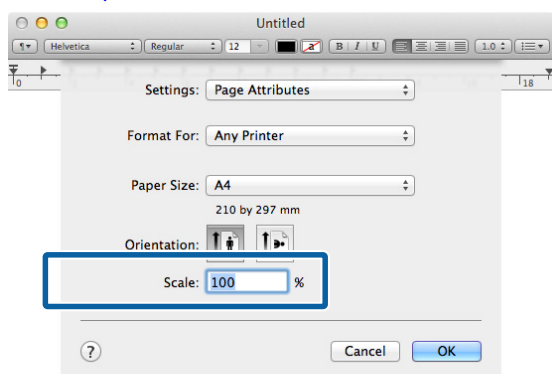 Untitled
¶ Helvetica Regular 12 a B I U 1.0
0 18
Settings: Page Attributes
Format For: Any Printer
Paper Size: A4
210 by 297 mm
Orientation:
Scale: 100 %
? Cancel OK